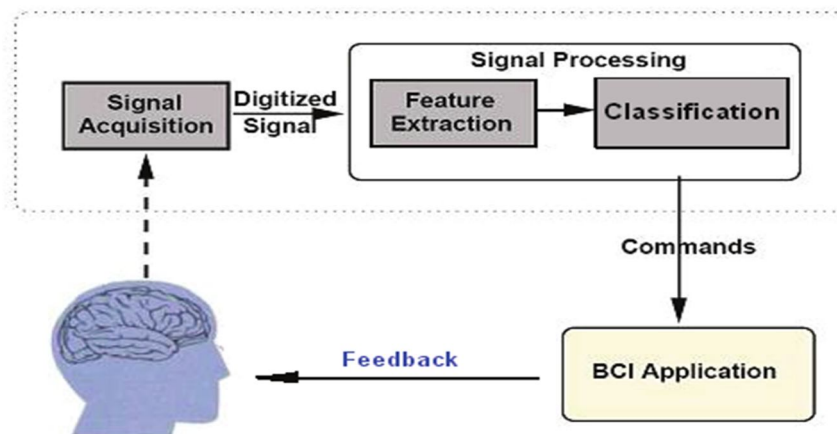 Signal Processing
Signal
Acquisition
Digitized
Signal
Feature
Extraction
Classification
Commands
Feedback
BCI Application